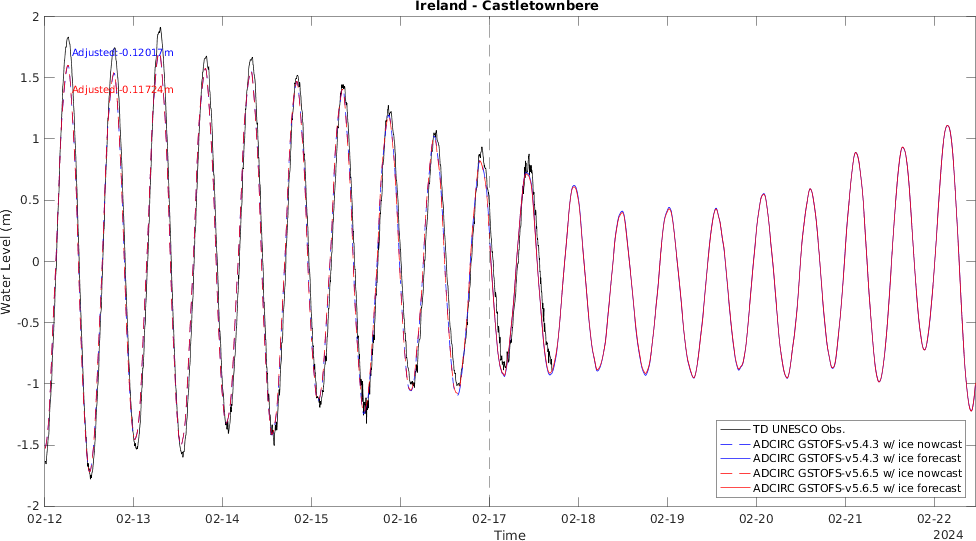 Ireland - Castletownbere
2
1.5
1
0.5
0
-0.5
-1
-1.5
-2
Water Level (m)
Adjusted:-0.12017m
Adjusted:-0.11724m
TD UNESCO Obs.
ADCIRC GSTOFS-v5.4.3 w/ ice nowcast
ADCIRC GSTOFS-v5.4.3 w/ ice forecast
ADCIRC GSTOFS-v5.6.5 w/ ice nowcast
ADCIRC GSTOFS-v5.6.5 w/ ice forecast
02-12 02-13 02-14 02-15 02-16 02-17 02-18 02-19 02-20 02-21 02-22
Time
2024